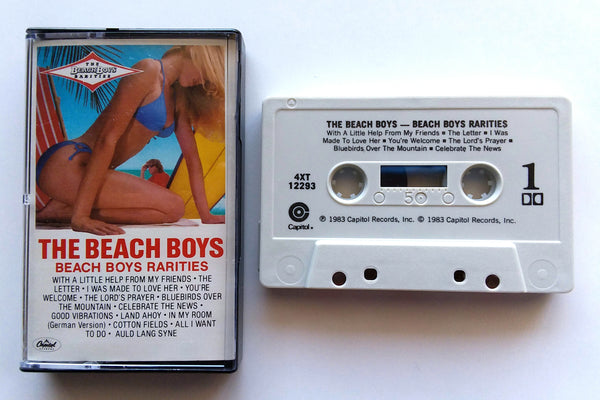 THE
BEACH BOYS
RARITIES
THE BEACH BOYS
BEACH BOYS RARITIES
WITH A LITTLE HELP FROM MY FRIENDS • THE
LETTER • I WAS MADE TO LOVE HER • YOU'RE
WELCOME • THE LORD'S PRAYER • BLUEBIRDS OVER
THE MOUNTAIN • CELEBRATE THE NEWS •
GOOD VIBRATIONS • LAND AHOY • IN MY ROOM
(German Version) • COTTON FIELDS • ALL I WANT
TO DO • AULD LANG SYNE
Capitol
THE BEACH BOYS — BEACH BOYS RARITIES
With A Little Help From My Friends ■ The Letter ■ I Was
Made To Love Her ■ You're Welcome ■ The Lord's Prayer ■
Bluebirds Over The Mountain ■ Celebrate The News
4XT
12293
50
1
Capitol
℗ 1983 Capitol Records, Inc. © 1983 Capitol Records, Inc.